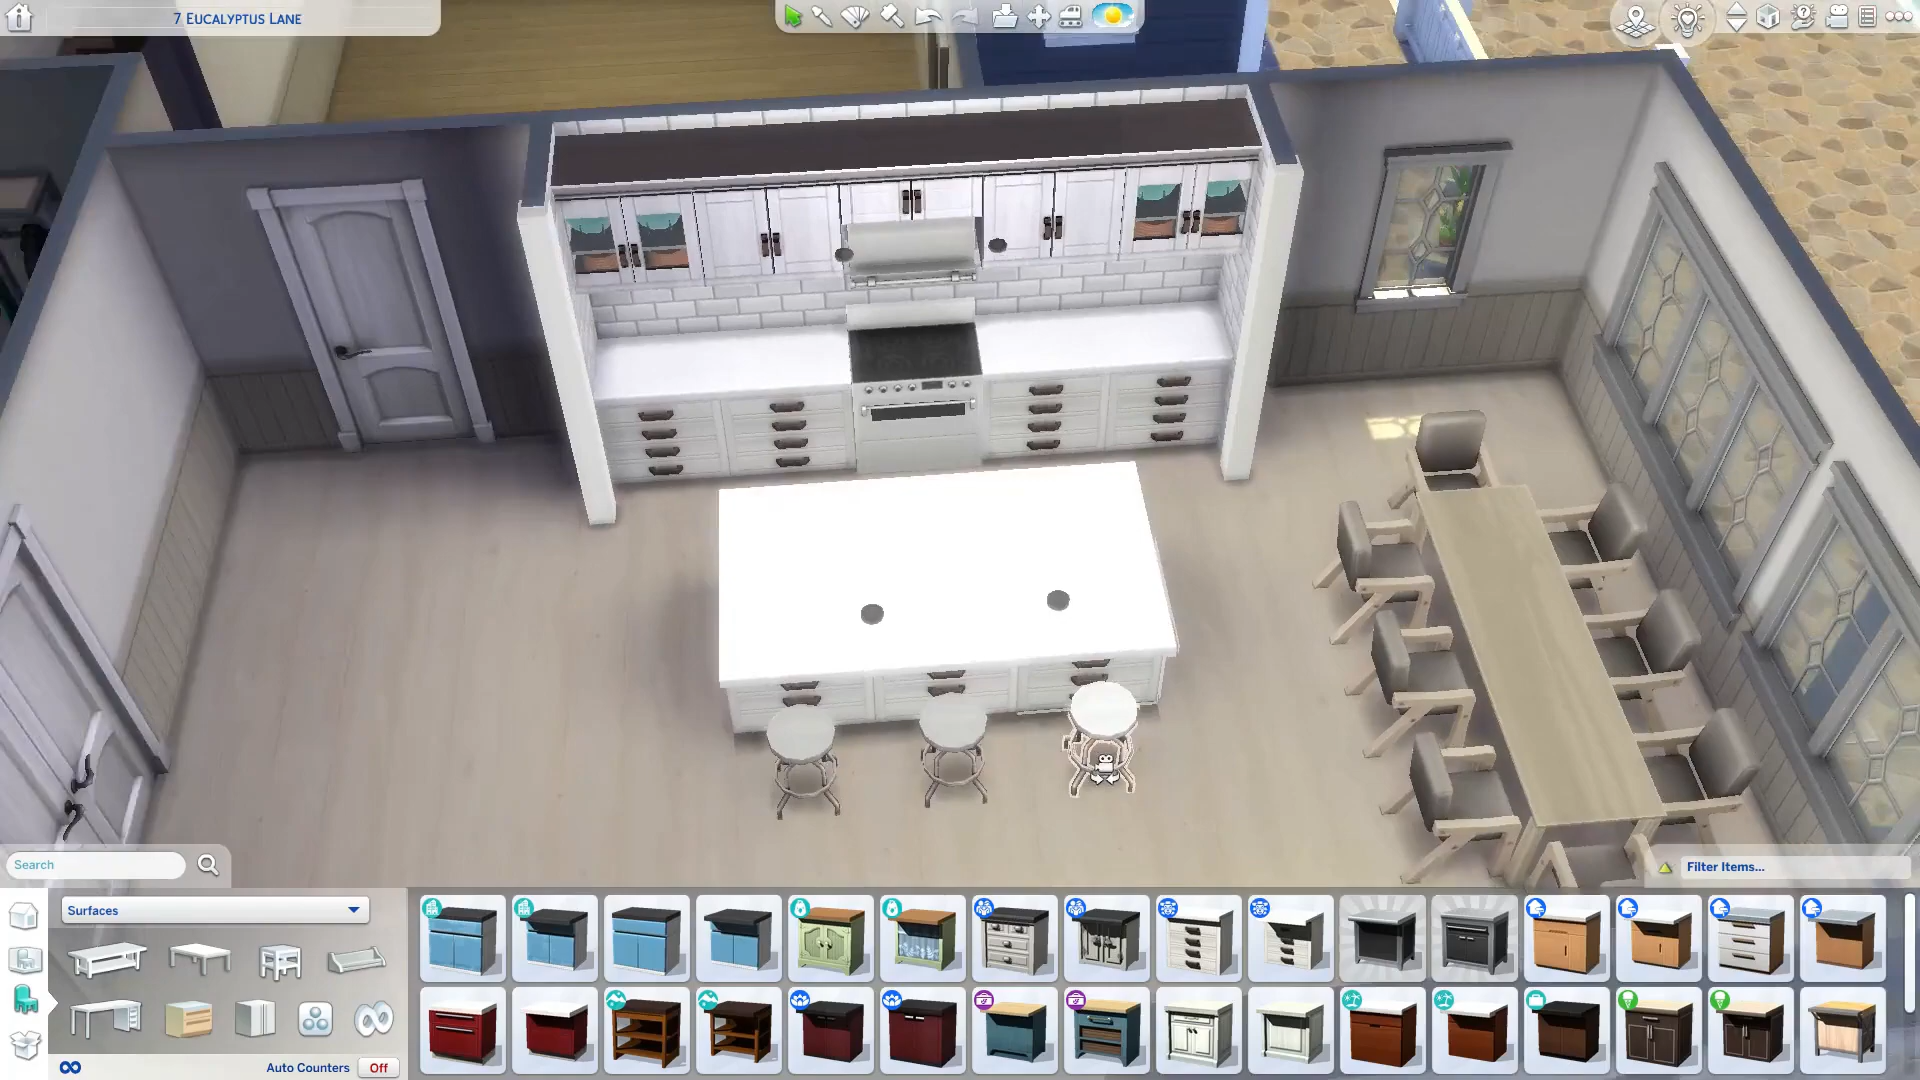 7 EUCALYPTUS LANE
Search
Filter Items...
Surfaces
Auto Counters
Off